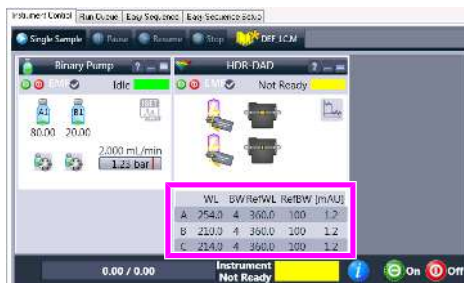 Instrument Control Run Queue Easy Sequence Easy Sequence Setup
Single Sample Pause Resume Stop DEF_LC.M
Binary Pump ?
EMF Idle
A1 B1
80.00 20.00
2.000 mL/min
1.23 bar
HDR-DAD ?
EMF Not Ready
WL BW RefWL RefBW [mAU]
A 254.0 4 360.0 100 1.2
B 210.0 4 360.0 100 1.2
C 214.0 4 360.0 100 1.2
0.00 / 0.00
Instrument
Not Ready
i On Off